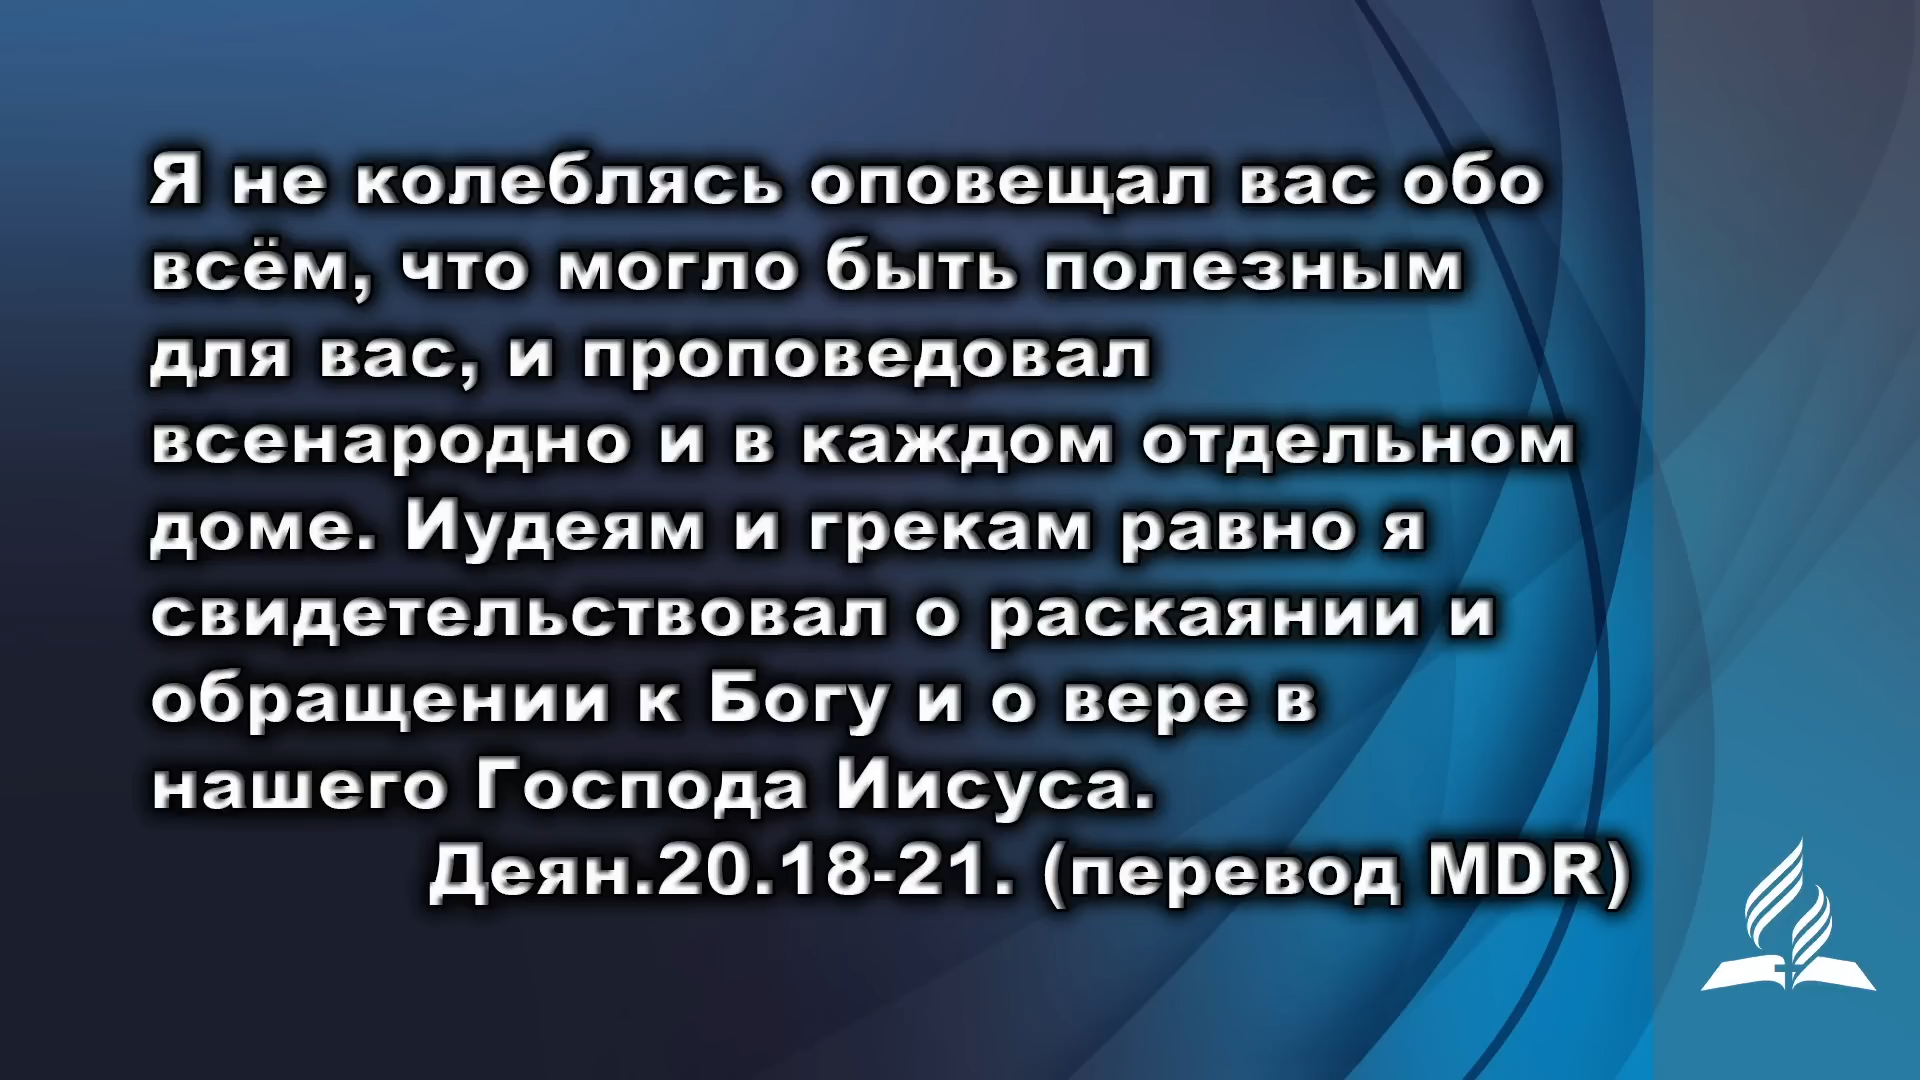 Я не колеблясь оповещал вас обо
всём, что могло быть полезным
для вас, и проповедовал
всенародно и в каждом отдельном
доме. Иудеям и грекам равно я
свидетельствовал о раскаянии и
обращении к Богу и о вере в
нашего Господа Иисуса.
Деян.20.18-21. (перевод MDR)